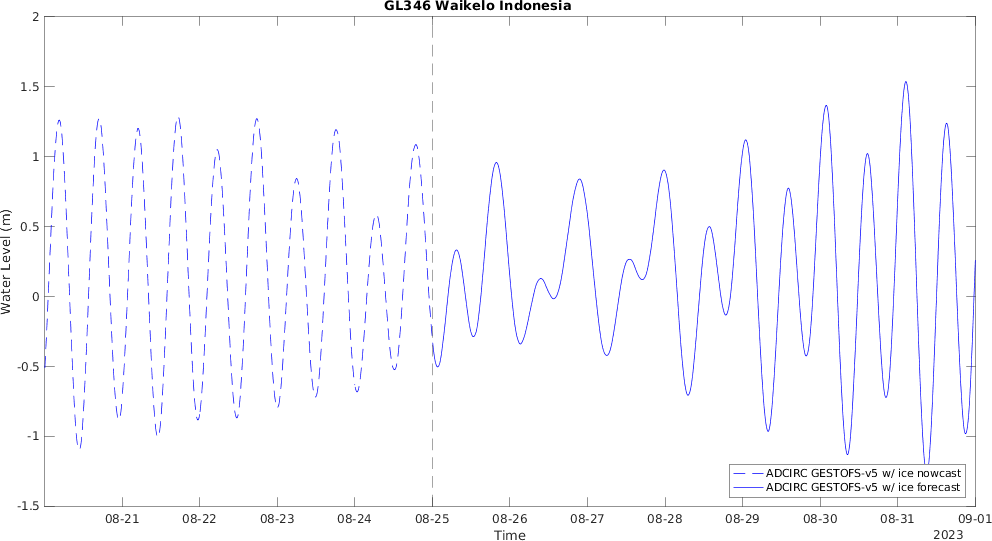 GL346 Waikelo Indonesia
2
1.5
1
0.5
0
-0.5
-1
-1.5
Water Level (m)
ADCIRC GESTOFS-v5 w/ ice nowcast
ADCIRC GESTOFS-v5 w/ ice forecast
08-21 08-22 08-23 08-24 08-25 08-26 08-27 08-28 08-29 08-30 08-31 09-01
Time
2023